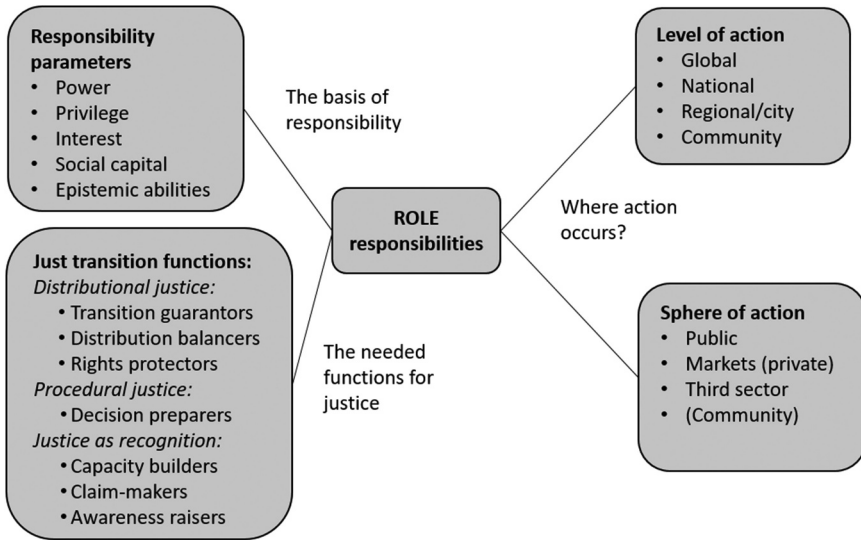 Responsibility
parameters
• Power
• Privilege
• Interest
• Social capital
• Epistemic abilities
The basis of
responsibility
Level of action
• Global
• National
• Regional/city
• Community
ROLE
responsibilities
Where action
occurs?
Just transition functions:
Distributional justice:
• Transition guarantors
• Distribution balancers
• Rights protectors
Procedural justice:
• Decision preparers
Justice as recognition:
• Capacity builders
• Claim-makers
• Awareness raisers
The needed
functions for
justice
Sphere of action
• Public
• Markets (private)
• Third sector
• (Community)